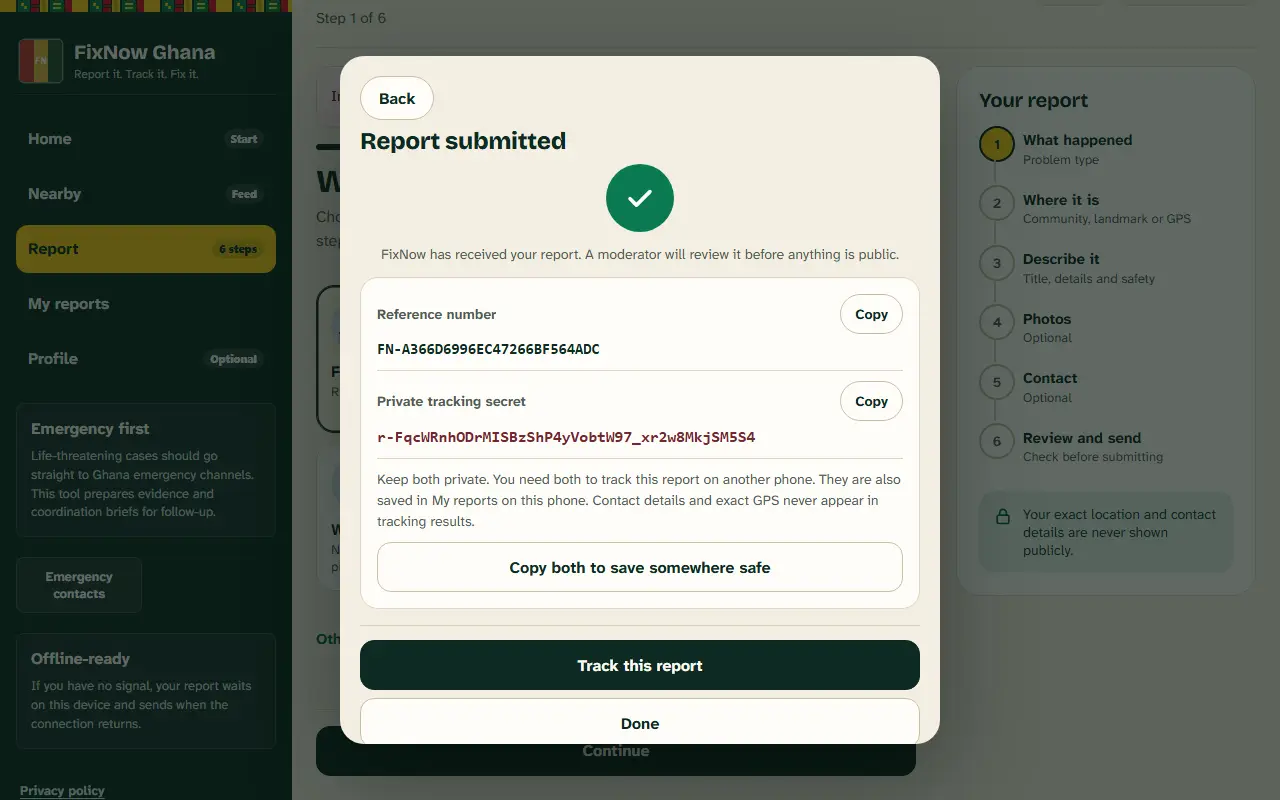 FN
FixNow Ghana
Report it. Track it. Fix it.
Home
Start
Nearby
Feed
Report
6 steps
My reports
Profile
Optional
Emergency first
Life-threatening cases should go
straight to Ghana emergency channels.
This tool prepares evidence and
coordination briefs for follow-up.
Emergency
contacts
Offline-ready
If you have no signal, your report waits
on this device and sends when the
connection returns.
Privacy policy
Step 1 of 6
Back
Report submitted
FixNow has received your report. A moderator will review it before anything is public.
Reference number
Copy
FN-A366D6996EC47266BF564ADC
Private tracking secret
Copy
r-FqcWRnhODrMISBzShP4yVobtW97_xr2w8MkjSM5S4
Keep both private. You need both to track this report on another phone. They are also
saved in My reports on this phone. Contact details and exact GPS never appear in
tracking results.
Copy both to save somewhere safe
Track this report
Done
Continue
Your report
1
What happened
Problem type
2
Where it is
Community, landmark or GPS
3
Describe it
Title, details and safety
4
Photos
Optional
5
Contact
Optional
6
Review and send
Check before submitting
Your exact location and contact
details are never shown
publicly.